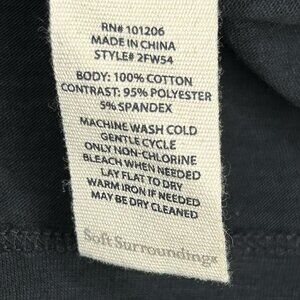 RN# 101206
MADE IN CHINA
STYLE# 2FW54
BODY: 100% COTTON
CONTRAST: 95% POLYESTER
5% SPANDEX
MACHINE WASH COLD
GENTLE CYCLE
ONLY NON-CHLORINE
BLEACH WHEN NEEDED
LAY FLAT TO DRY
WARM IRON IF NEEDED
MAY BE DRY CLEANED
Soft Surroundings